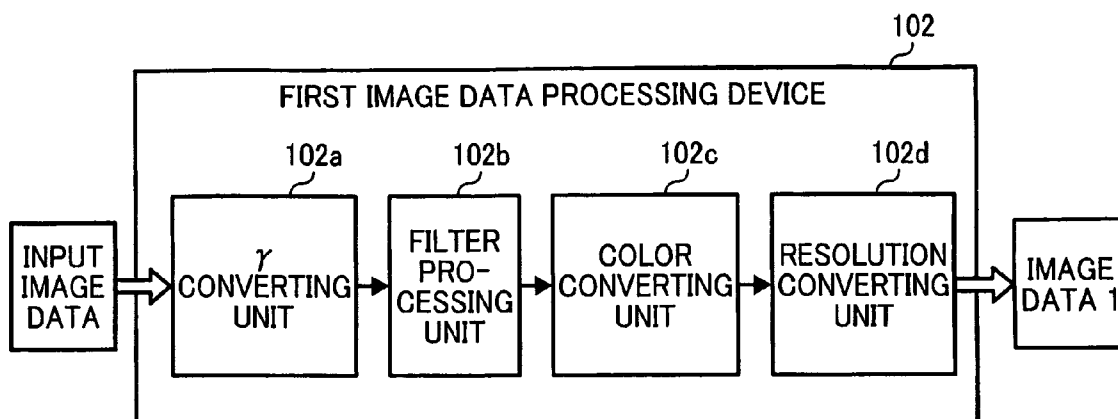 102
FIRST IMAGE DATA PROCESSING DEVICE
102a
102b
102c
102d
INPUT
IMAGE
DATA
γ
CONVERTING
UNIT
FILTER
PRO-
CESSING
UNIT
COLOR
CONVERTING
UNIT
RESOLUTION
CONVERTING
UNIT
IMAGE
DATA 1